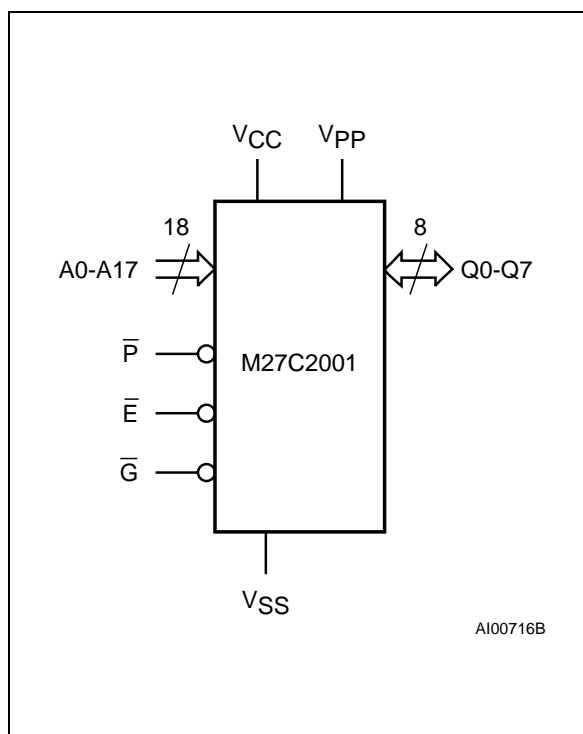 VCC VPP
18 8
A0-A17 Q0-Q7
P̅
M27C2001
E̅
G̅
VSS
AI00716B